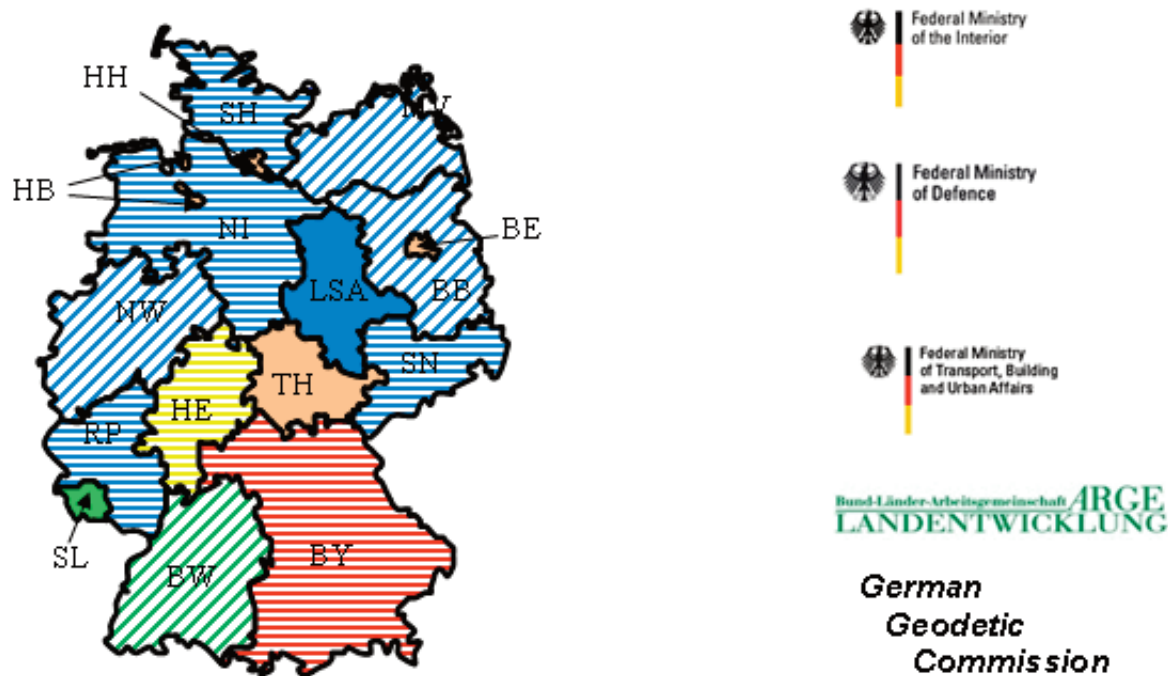 HH
SH
MV
HB
NI
BE
LSA
BB
NW
SN
TH
HE
RP
SL
BW
BY
Federal Ministry
of the Interior
Federal Ministry
of Defence
Federal Ministry
of Transport, Building
and Urban Affairs
Bund-Länder-Arbeitsgemeinschaft ARGE
LANDENTWICKLUNG
German
Geodetic
Commission